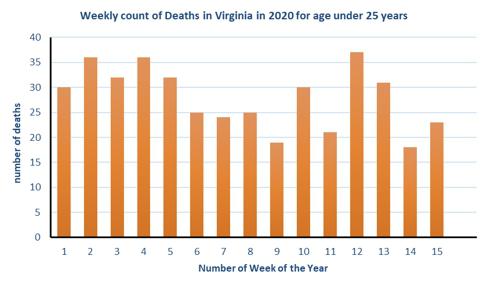 Weekly count of Deaths in Virginia in 2020 for age under 25 years
40
35
30
25
20
15
10
5
0
number of deaths
1 2 3 4 5 6 7 8 9 10 11 12 13 14 15
Number of Week of the Year